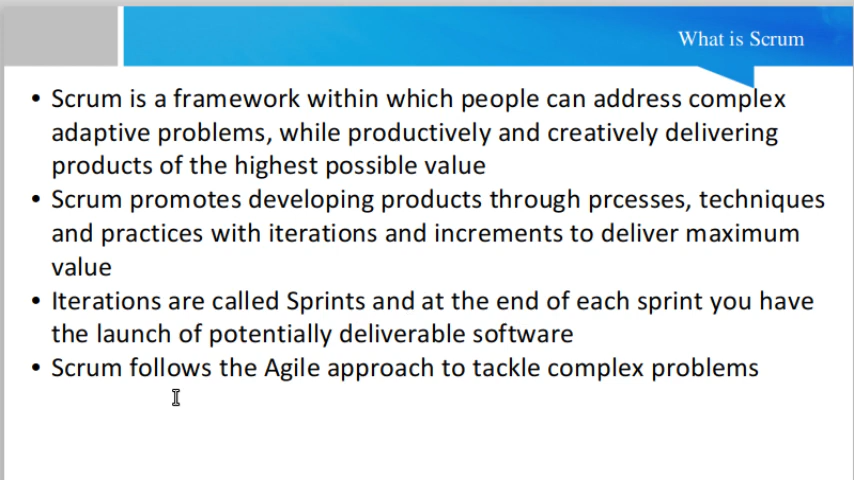 What is Scrum
• Scrum is a framework within which people can address complex
adaptive problems, while productively and creatively delivering
products of the highest possible value
• Scrum promotes developing products through prcesses, techniques
and practices with iterations and increments to deliver maximum
value
• Iterations are called Sprints and at the end of each sprint you have
the launch of potentially deliverable software
• Scrum follows the Agile approach to tackle complex problems